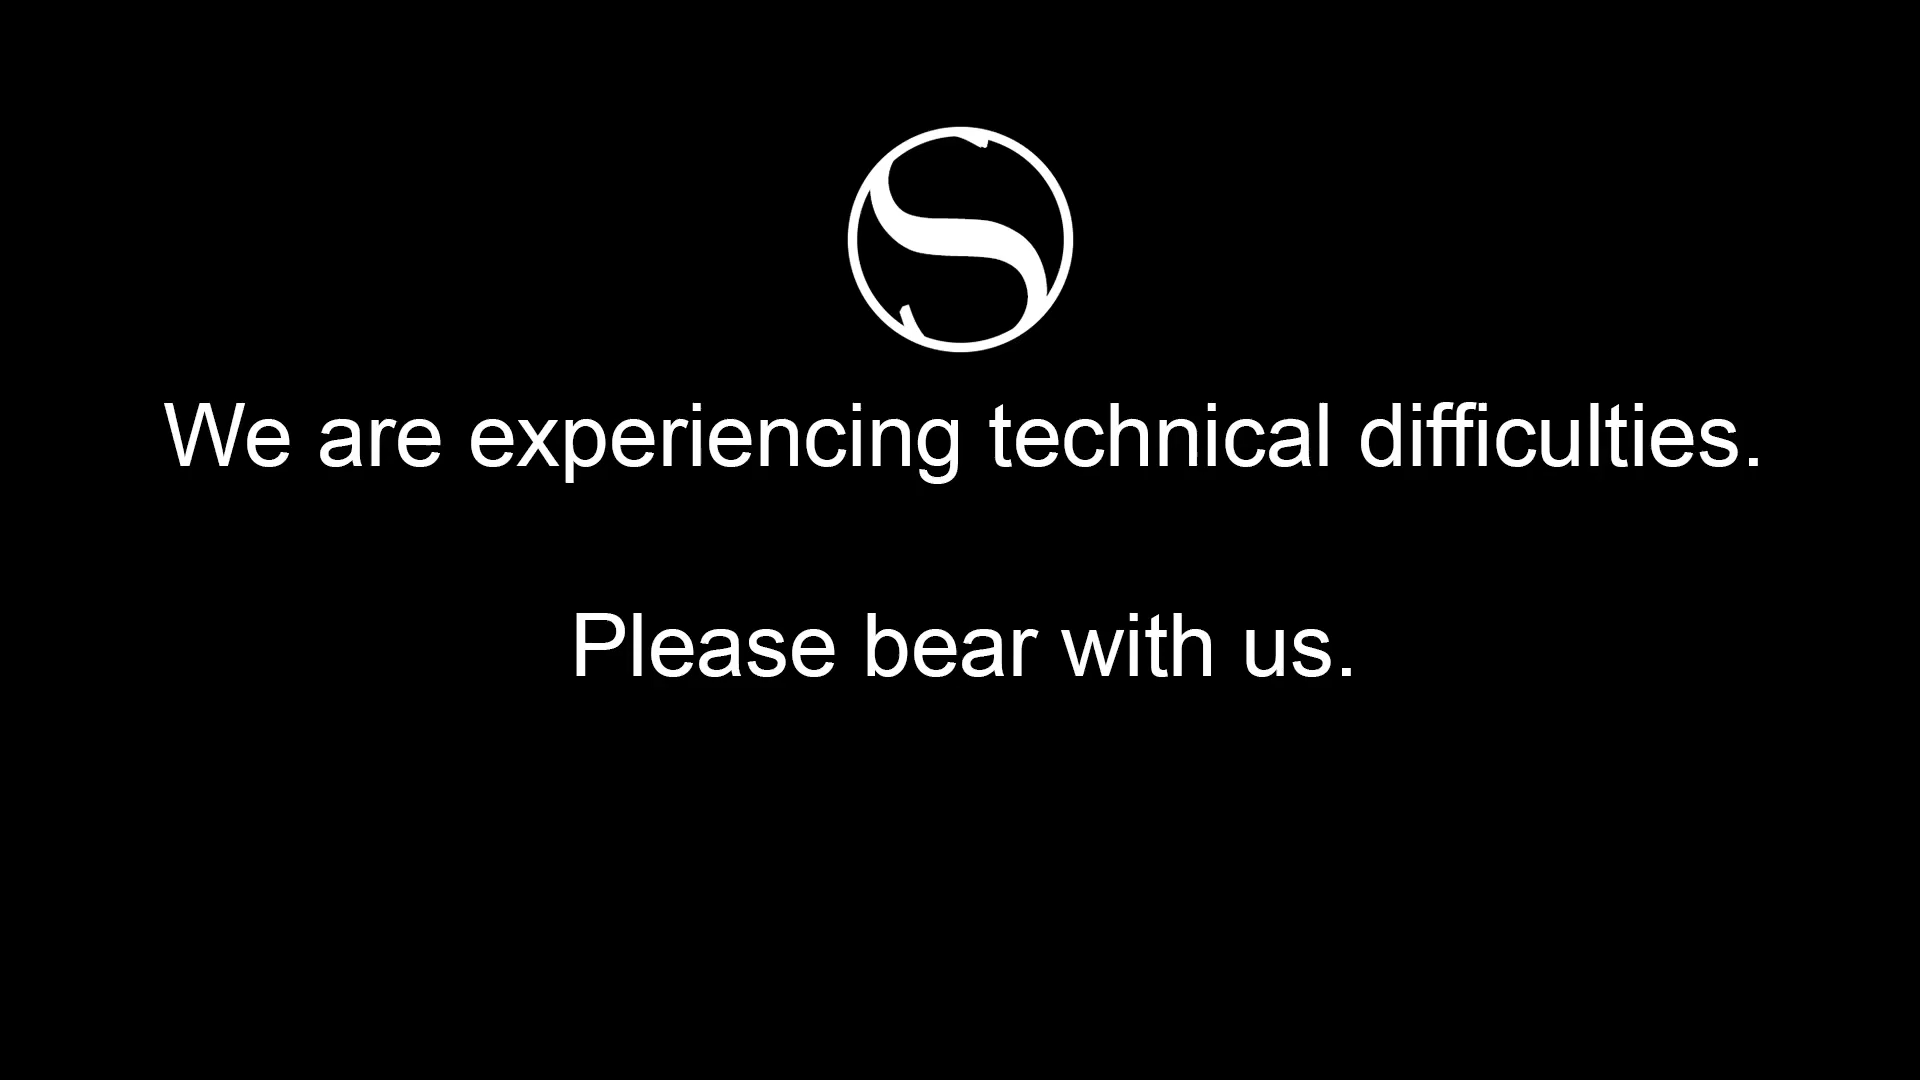 S
We are experiencing technical difficulties.
Please bear with us.